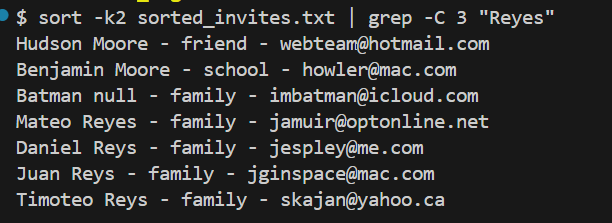 $ sort -k2 sorted_invites.txt | grep -C 3 "Reyes"
Hudson Moore - friend - webteam@hotmail.com
Benjamin Moore - school - howler@mac.com
Batman null - family - imbatman@icloud.com
Mateo Reyes - family - jamuir@optonline.net
Daniel Reys - family - jespley@me.com
Juan Reys - family - jginspace@mac.com
Timoteo Reys - family - skajan@yahoo.ca